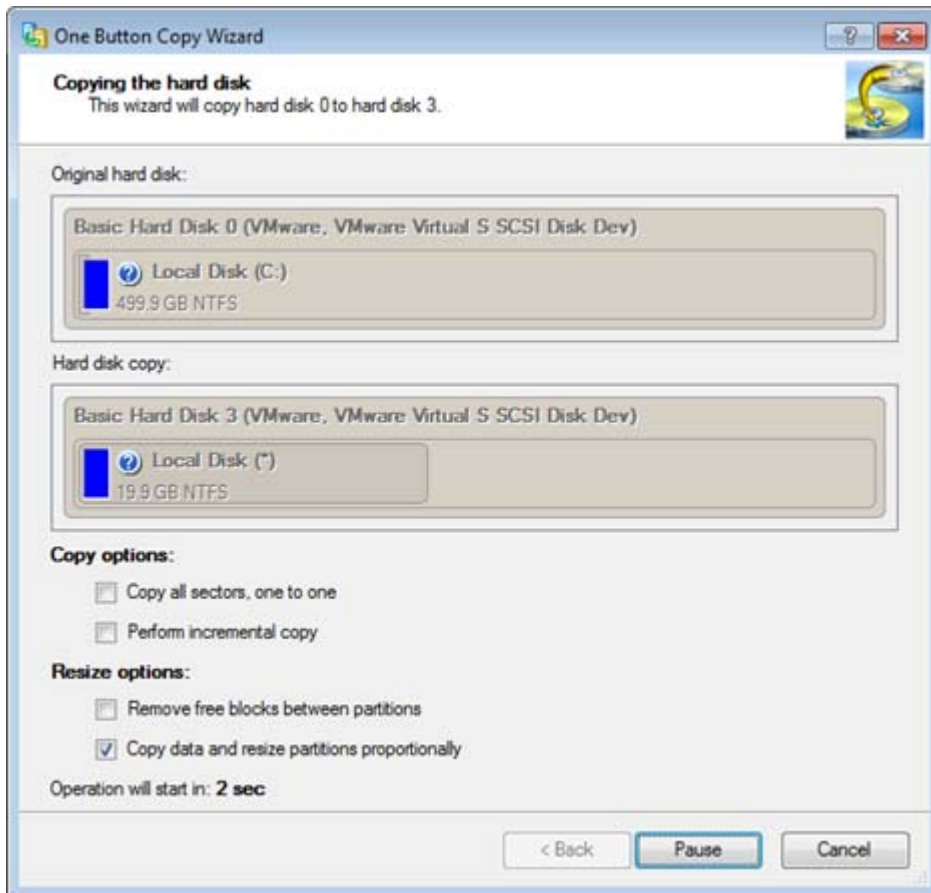 One Button Copy Wizard
Copying the hard disk
This wizard will copy hard disk 0 to hard disk 3.
Original hard disk:
Basic Hard Disk 0 (VMware, VMware Virtual S SCSI Disk Dev)
Local Disk (C:)
499.9 GB NTFS
Hard disk copy:
Basic Hard Disk 3 (VMware, VMware Virtual S SCSI Disk Dev)
Local Disk (*)
19.9 GB NTFS
Copy options:
Copy all sectors, one to one
Perform incremental copy
Resize options:
Remove free blocks between partitions
Copy data and resize partitions proportionally
Operation will start in: 2 sec
< Back Pause Cancel